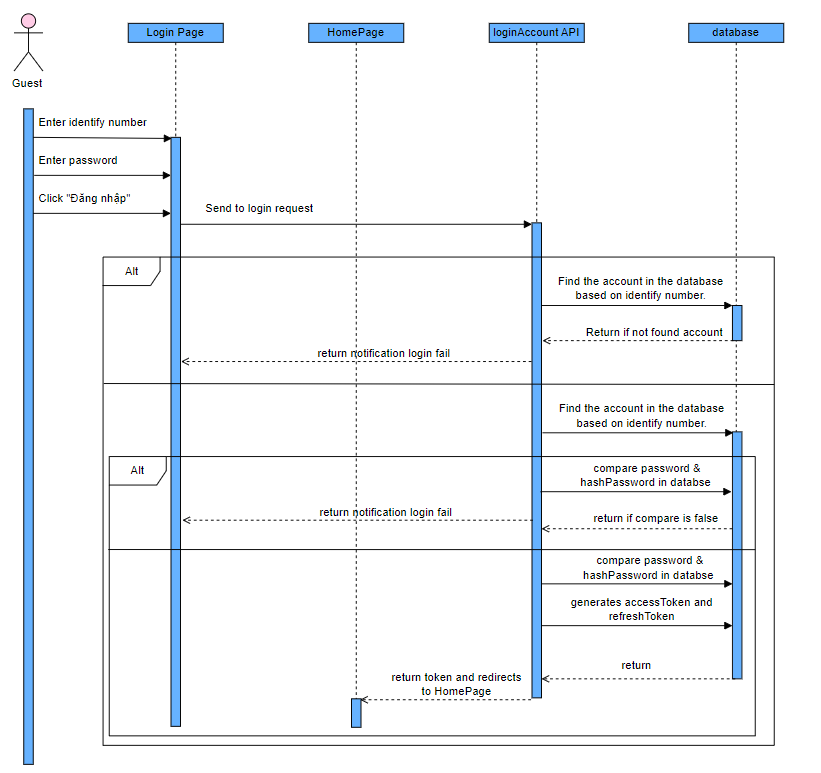 Login Page
HomePage
loginAccount API
database
Guest
Enter identify number
Enter password
Click "Đăng nhập"
Send to login request
Alt
Find the account in the database
based on identify number.
Return if not found account
return notification login fail
Find the account in the database
based on identify number.
Alt
compare password &
hashPassword in databse
return notification login fail
return if compare is false
compare password &
hashPassword in databse
generates accessToken and
refreshToken
return
return token and redirects
to HomePage